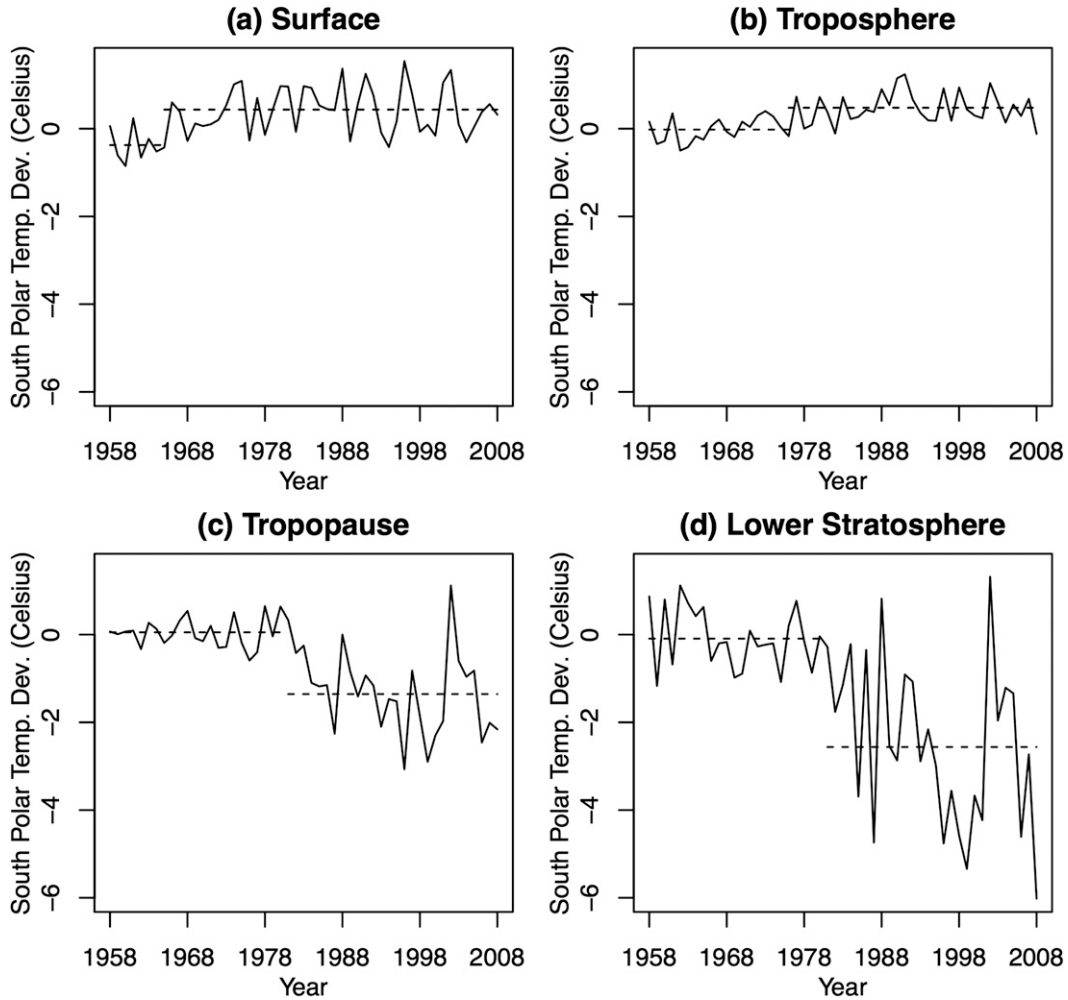 (a) Surface
South Polar Temp. Dev. (Celsius)
0
−2
−4
−6
1958 1968 1978 1988 1998 2008
Year
(b) Troposphere
South Polar Temp. Dev. (Celsius)
0
−2
−4
−6
1958 1968 1978 1988 1998 2008
Year
(c) Tropopause
South Polar Temp. Dev. (Celsius)
0
−2
−4
−6
1958 1968 1978 1988 1998 2008
Year
(d) Lower Stratosphere
South Polar Temp. Dev. (Celsius)
0
−2
−4
−6
1958 1968 1978 1988 1998 2008
Year